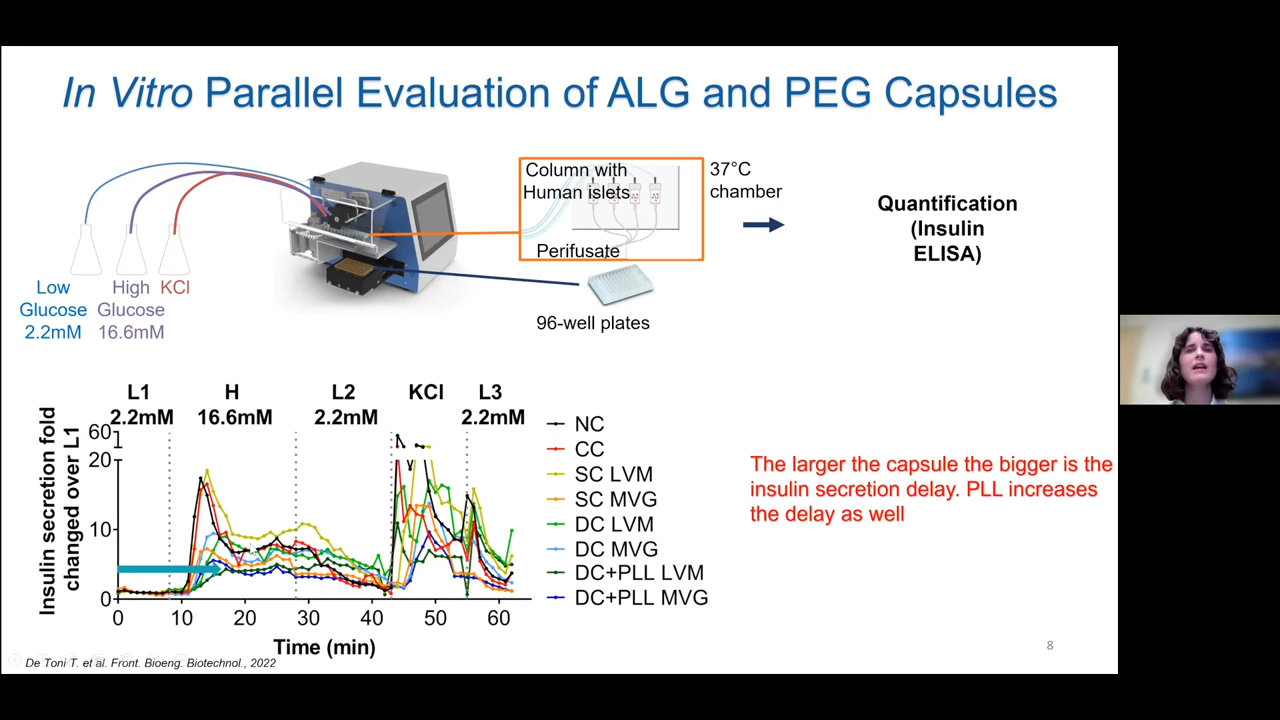 In Vitro Parallel Evaluation of ALG and PEG Capsules
Column with
Human islets
Perifusate
37°C
chamber
Quantification
(Insulin
ELISA)
Low
Glucose
2.2mM
High
Glucose
16.6mM
KCl
96-well plates
L1
2.2mM
H
16.6mM
L2
2.2mM
KCl
L3
2.2mM
Insulin secretion fold
changed over L1
60
20
10
0
0 10 20 30 40 50 60
Time (min)
NC
CC
SC LVM
SC MVG
DC LVM
DC MVG
DC+PLL LVM
DC+PLL MVG
The larger the capsule the bigger is the
insulin secretion delay. PLL increases
the delay as well
De Toni T. et al. Front. Bioeng. Biotechnol., 2022
8